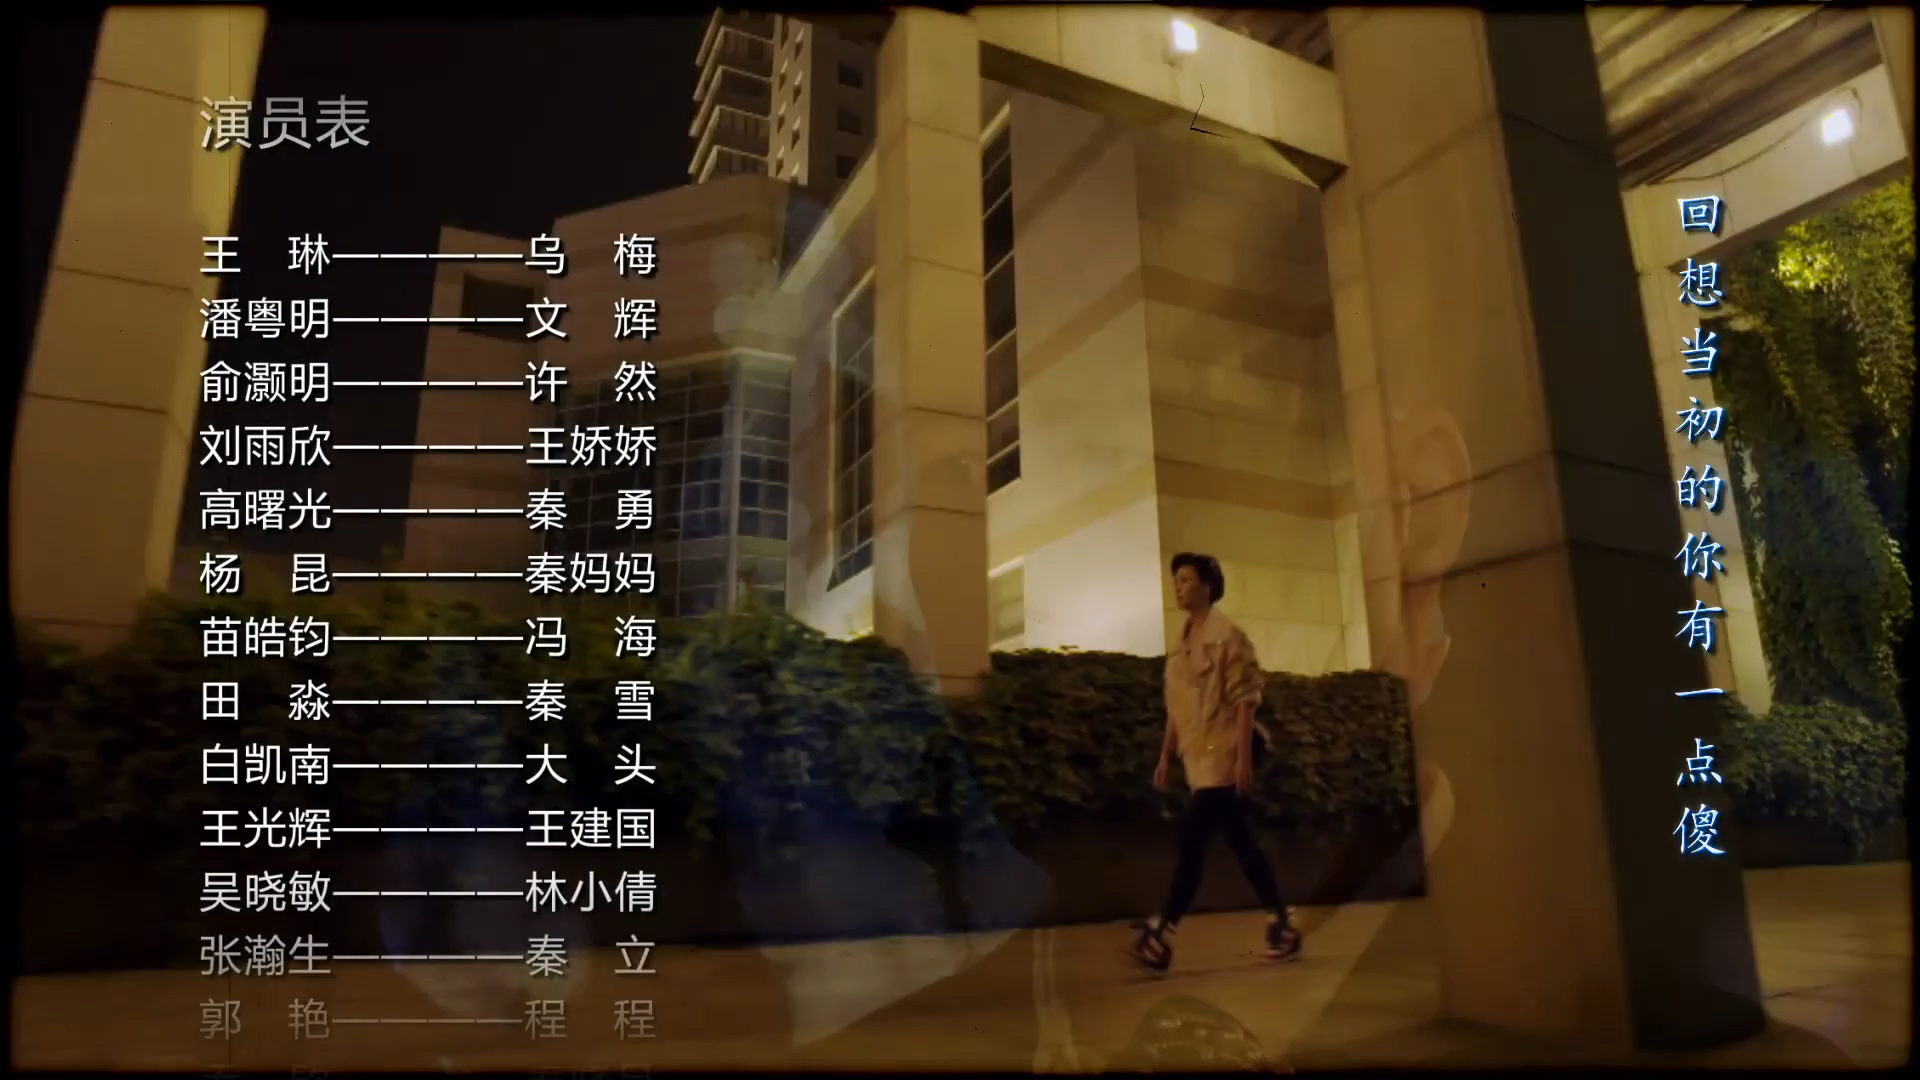 演员表
王　琳————乌　梅
潘粤明————文　辉
俞灏明————许　然
刘雨欣————王娇娇
高曙光————秦　勇
杨　昆————秦妈妈
苗皓钧————冯　海
田　淼————秦　雪
白凯南————大　头
王光辉————王建国
吴晓敏————林小倩
张瀚生————秦　立
郭　艳————程　程
回想当初的你有一点傻